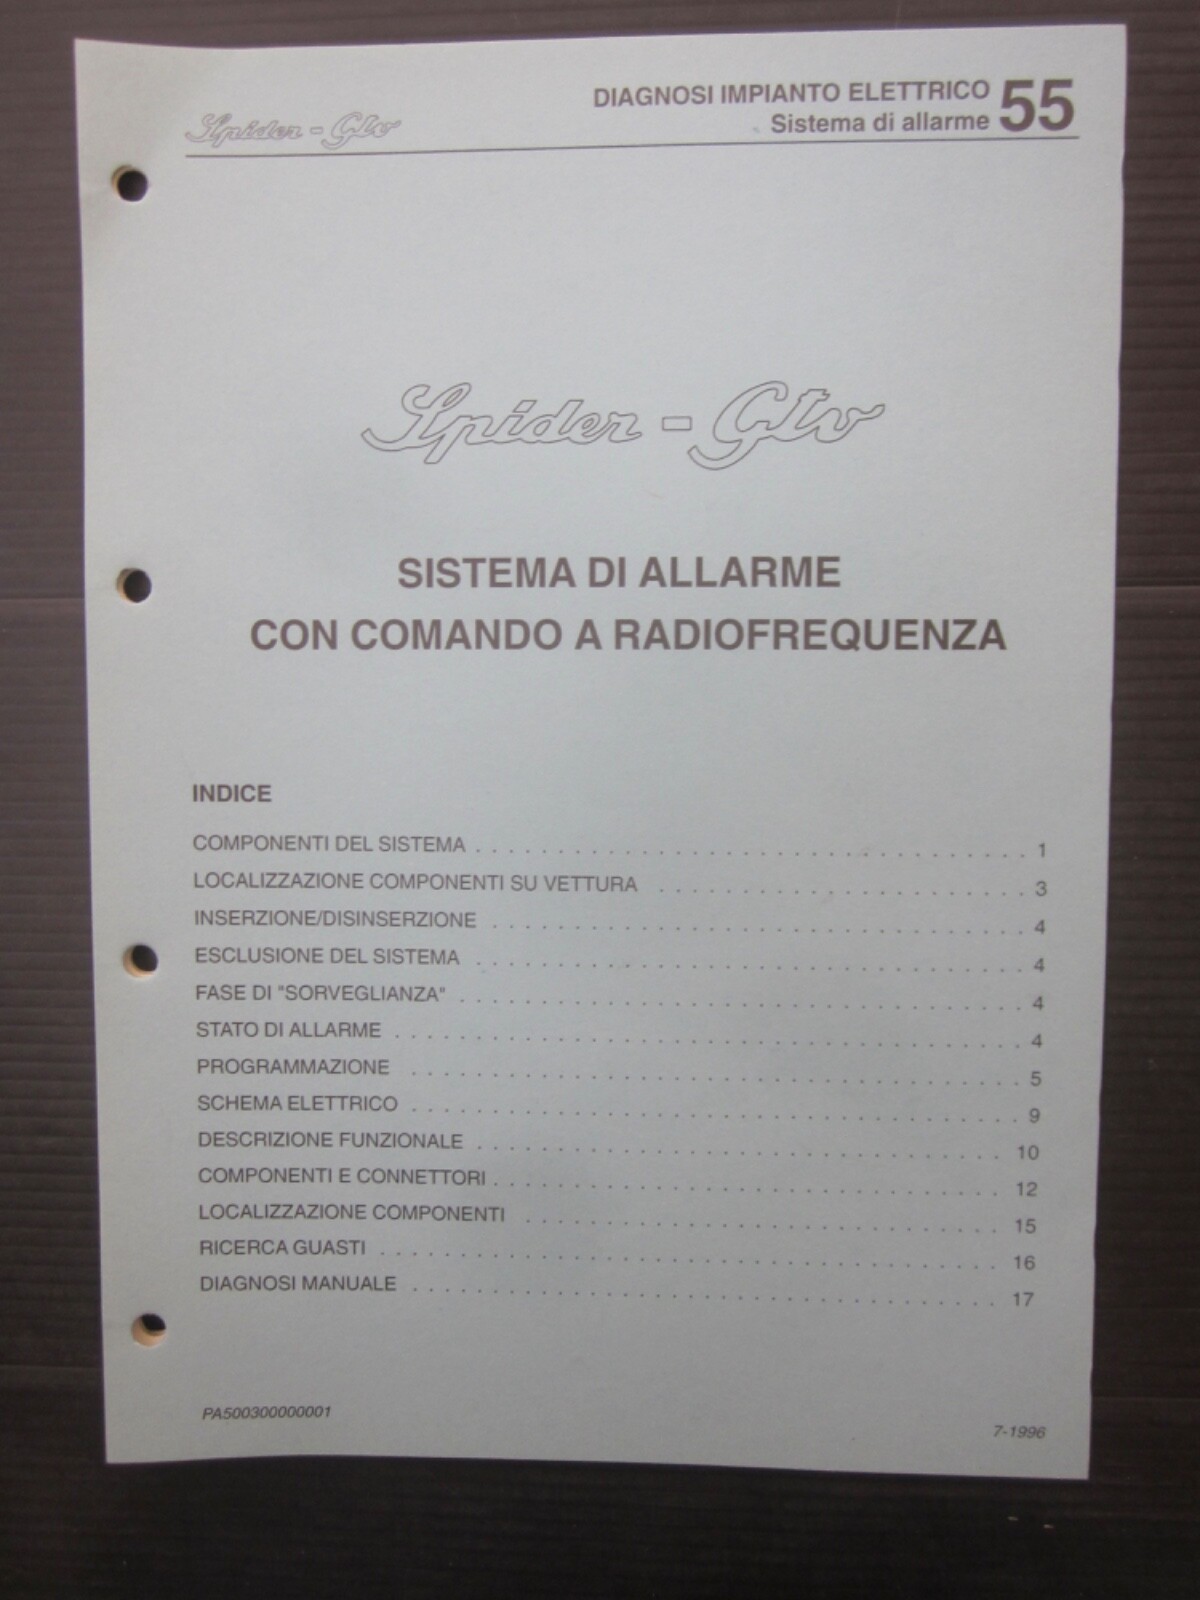 DIAGNOSI IMPIANTO ELETTRICO 55
Spider - Gtv
Sistema di allarme
Spider - Gtv
SISTEMA DI ALLARME
CON COMANDO A RADIOFREQUENZA
INDICE
COMPONENTI DEL SISTEMA . . . . . . . . . . . . . . . . . . . . 1
LOCALIZZAZIONE COMPONENTI SU VETTURA . . . . . . . . . . . . . . . . . . . . 3
INSERZIONE/DISINSERZIONE . . . . . . . . . . . . . . . . . . . . 4
ESCLUSIONE DEL SISTEMA . . . . . . . . . . . . . . . . . . . . 4
FASE DI "SORVEGLIANZA" . . . . . . . . . . . . . . . . . . . . 4
STATO DI ALLARME . . . . . . . . . . . . . . . . . . . . 4
PROGRAMMAZIONE . . . . . . . . . . . . . . . . . . . . 5
SCHEMA ELETTRICO . . . . . . . . . . . . . . . . . . . . 9
DESCRIZIONE FUNZIONALE . . . . . . . . . . . . . . . . . . . . 10
COMPONENTI E CONNETTORI . . . . . . . . . . . . . . . . . . . . 12
LOCALIZZAZIONE COMPONENTI . . . . . . . . . . . . . . . . . . . . 15
RICERCA GUASTI . . . . . . . . . . . . . . . . . . . . 16
DIAGNOSI MANUALE . . . . . . . . . . . . . . . . . . . . 17
PA500300000001
7-1996